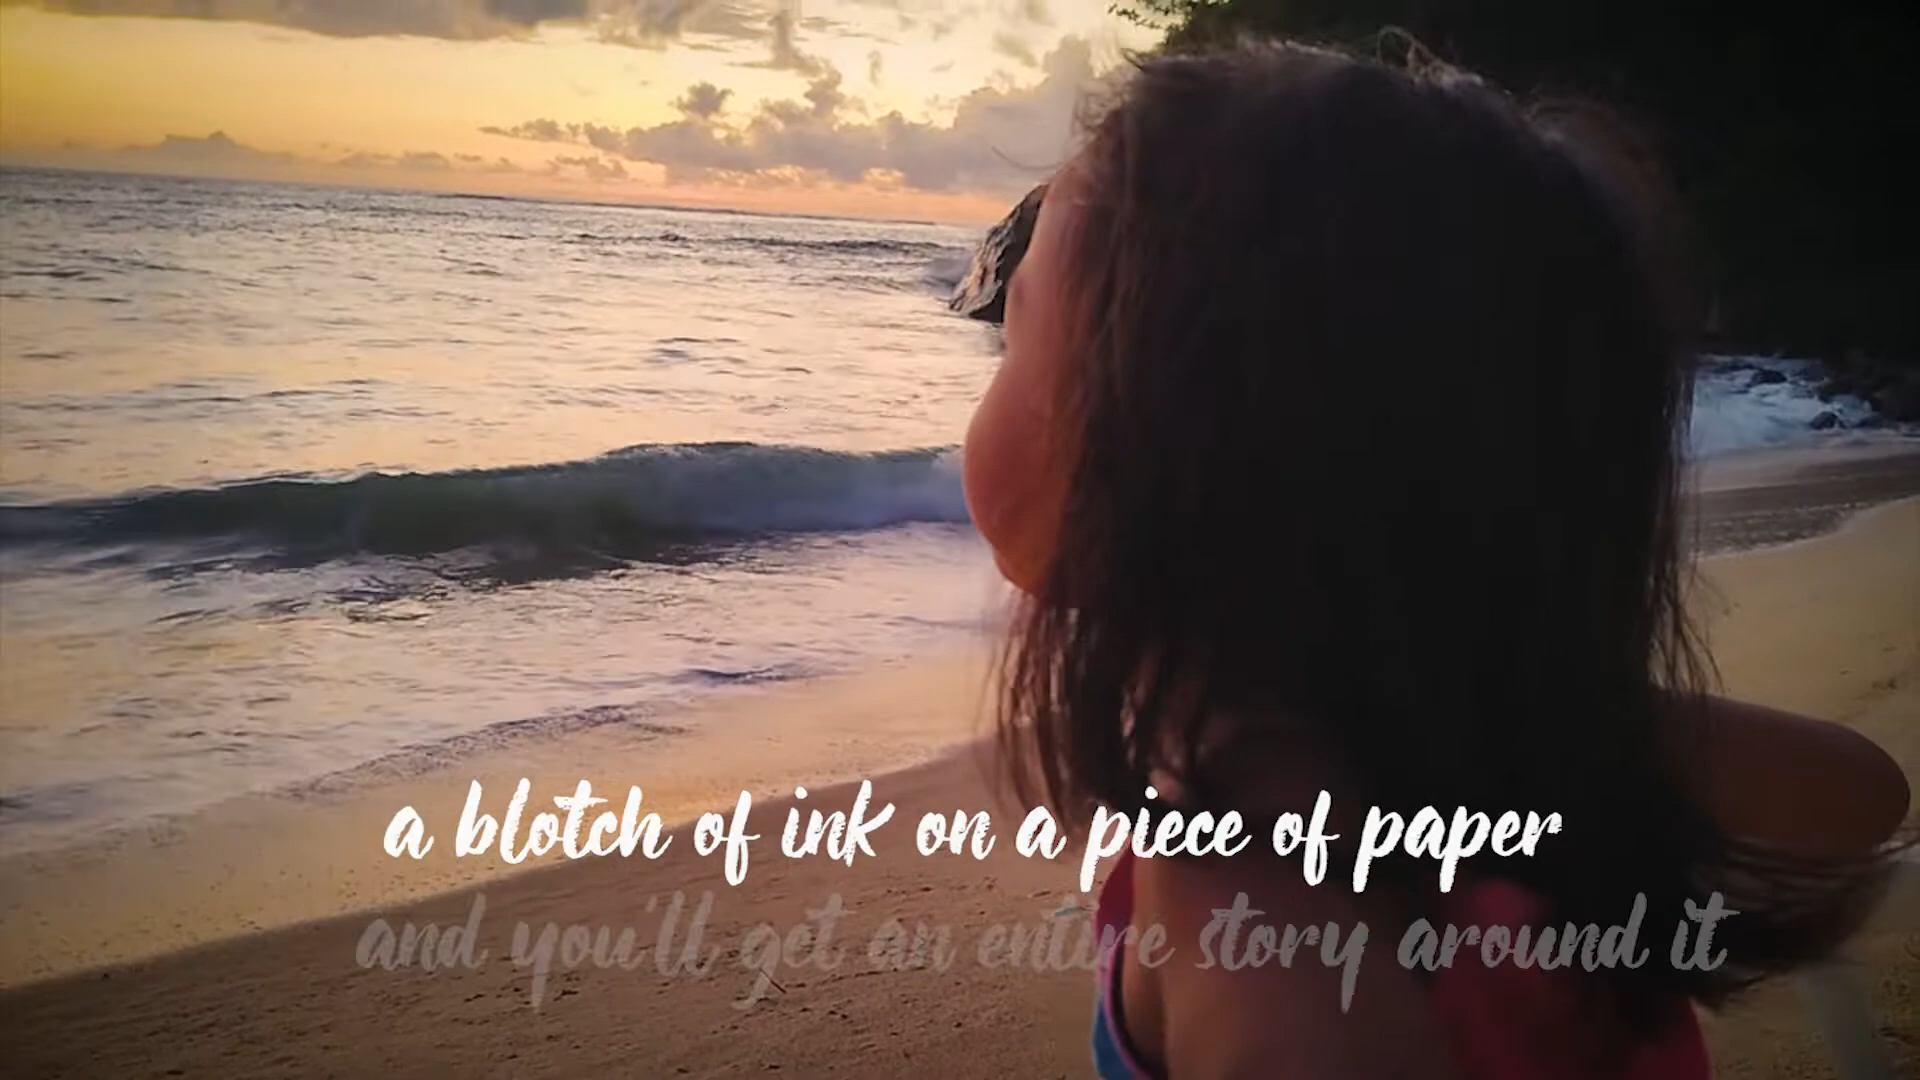 a blotch of ink on a piece of paper
and you'll get an entire story around it